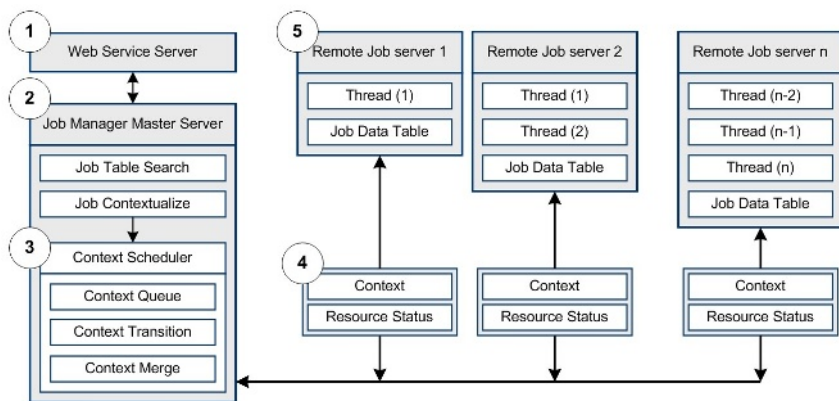 1
Web Service Server
2
Job Manager Master Server
Job Table Search
Job Contextualize
3
Context Scheduler
Context Queue
Context Transition
Context Merge
5
Remote Job server 1
Thread (1)
Job Data Table
Remote Job server 2
Thread (1)
Thread (2)
Job Data Table
Remote Job server n
Thread (n-2)
Thread (n-1)
Thread (n)
Job Data Table
4
Context
Resource Status
Context
Resource Status
Context
Resource Status